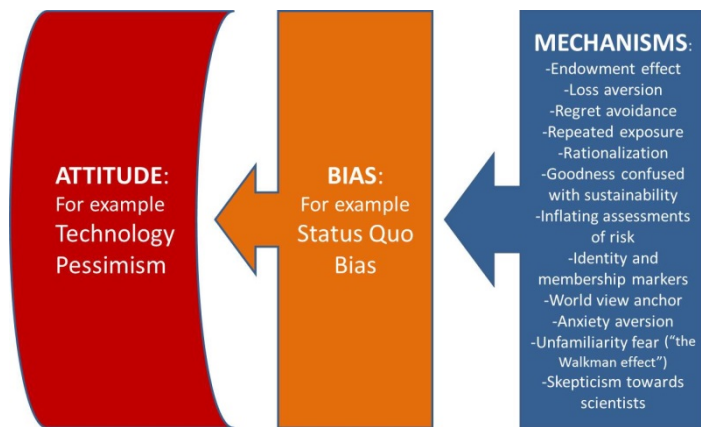 ATTITUDE:
For example
Technology
Pessimism
BIAS:
For example
Status Quo
Bias
MECHANISMS:
-Endowment effect
-Loss aversion
-Regret avoidance
-Repeated exposure
-Rationalization
-Goodness confused
with sustainability
-Inflating assessments
of risk
-Identity and
membership markers
-World view anchor
-Anxiety aversion
-Unfamiliarity fear (“the
Walkman effect”)
-Skepticism towards
scientists